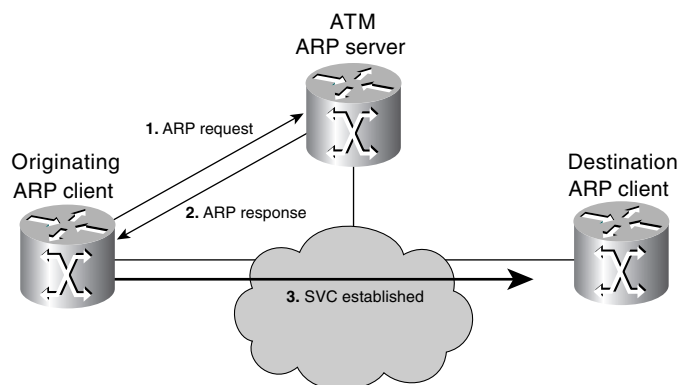 ATM
ARP server
1. ARP request
Originating
ARP client
2. ARP response
Destination
ARP client
3. SVC established